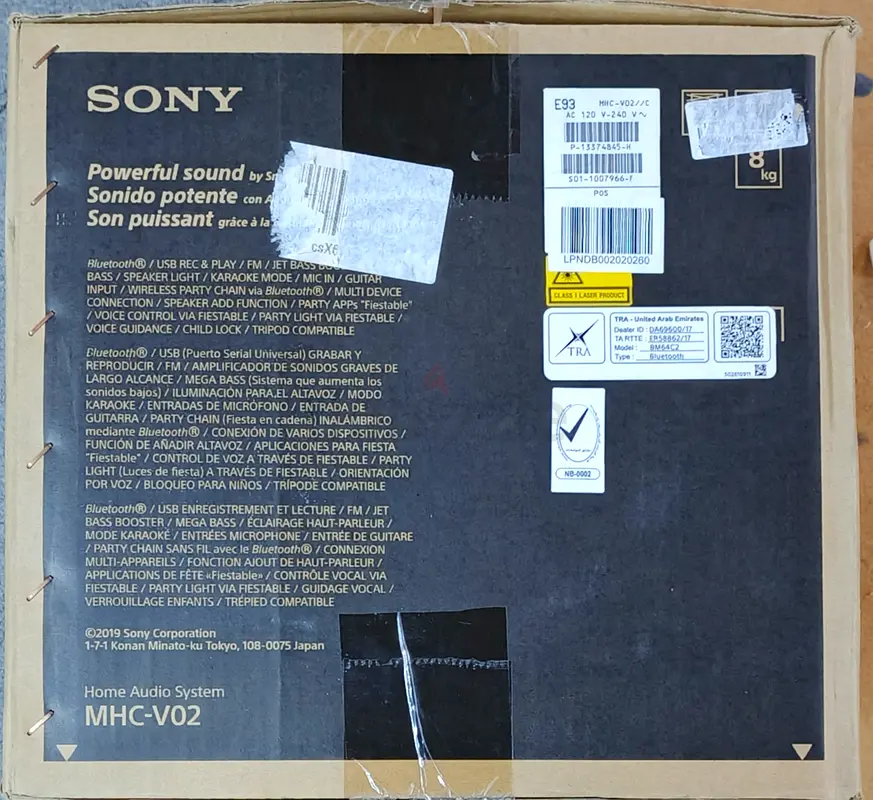 SONY
Powerful sound by
Sonido potente con
Son puissant grâce à la
Bluetooth® / USB REC & PLAY / FM / JET BASS
BASS / SPEAKER LIGHT / KARAOKE MODE / MIC IN / GUITAR
INPUT / WIRELESS PARTY CHAIN via Bluetooth® / MULTI DEVICE
CONNECTION / SPEAKER ADD FUNCTION / PARTY APPs "Fiestable"
/ VOICE CONTROL VIA FIESTABLE / PARTY LIGHT VIA FIESTABLE /
VOICE GUIDANCE / CHILD LOCK / TRIPOD COMPATIBLE
Bluetooth® / USB (Puerto Serial Universal) GRABAR Y
REPRODUCIR / FM / AMPLIFICADOR DE SONIDOS GRAVES DE
LARGO ALCANCE / MEGA BASS (Sistema que aumenta los
sonidos bajos) / ILUMINACIÓN PARA EL ALTAVOZ / MODO
KARAOKE / ENTRADAS DE MICRÓFONO / ENTRADA DE
GUITARRA / PARTY CHAIN (Fiesta en cadena) INALÁMBRICO
mediante Bluetooth® / CONEXIÓN DE VARIOS DISPOSITIVOS /
FUNCIÓN DE AÑADIR ALTAVOZ / APLICACIONES PARA FIESTA
"Fiestable" / CONTROL DE VOZ A TRAVÉS DE FIESTABLE / PARTY
LIGHT (Luces de fiesta) A TRAVÉS DE FIESTABLE / ORIENTACIÓN
POR VOZ / BLOQUEO PARA NIÑOS / TRÍPODE COMPATIBLE
Bluetooth® / USB ENREGISTREMENT ET LECTURE / FM / JET
BASS BOOSTER / MEGA BASS / ÉCLAIRAGE HAUT-PARLEUR /
MODE KARAOKÉ / ENTRÉES MICROPHONE / ENTRÉE DE GUITARE
/ PARTY CHAIN SANS FIL avec le Bluetooth® / CONNEXION
MULTI-APPAREILS / FONCTION AJOUT DE HAUT-PARLEUR /
APPLICATIONS DE FÊTE «Fiestable» / CONTRÔLE VOCAL VIA
FIESTABLE / PARTY LIGHT VIA FIESTABLE / GUIDAGE VOCAL /
VERROUILLAGE ENFANTS / TRÉPIED COMPATIBLE
©2019 Sony Corporation
1-7-1 Konan Minato-ku Tokyo, 108-0075 Japan
Home Audio System
MHC-V02
csX6
E93 MHC-V02//C
AC 120 V-240 V ~
P-13374845-H
S01-1007966-f
POS
LPNDB002020260
CLASS 1 LASER PRODUCT
8
kg
TRA
TRA - United Arab Emirates
Dealer ID : DA69600/17
TA RTTE : ER58862/17
Model : BM64C2
Type : Bluetooth
502810911
NB-0002